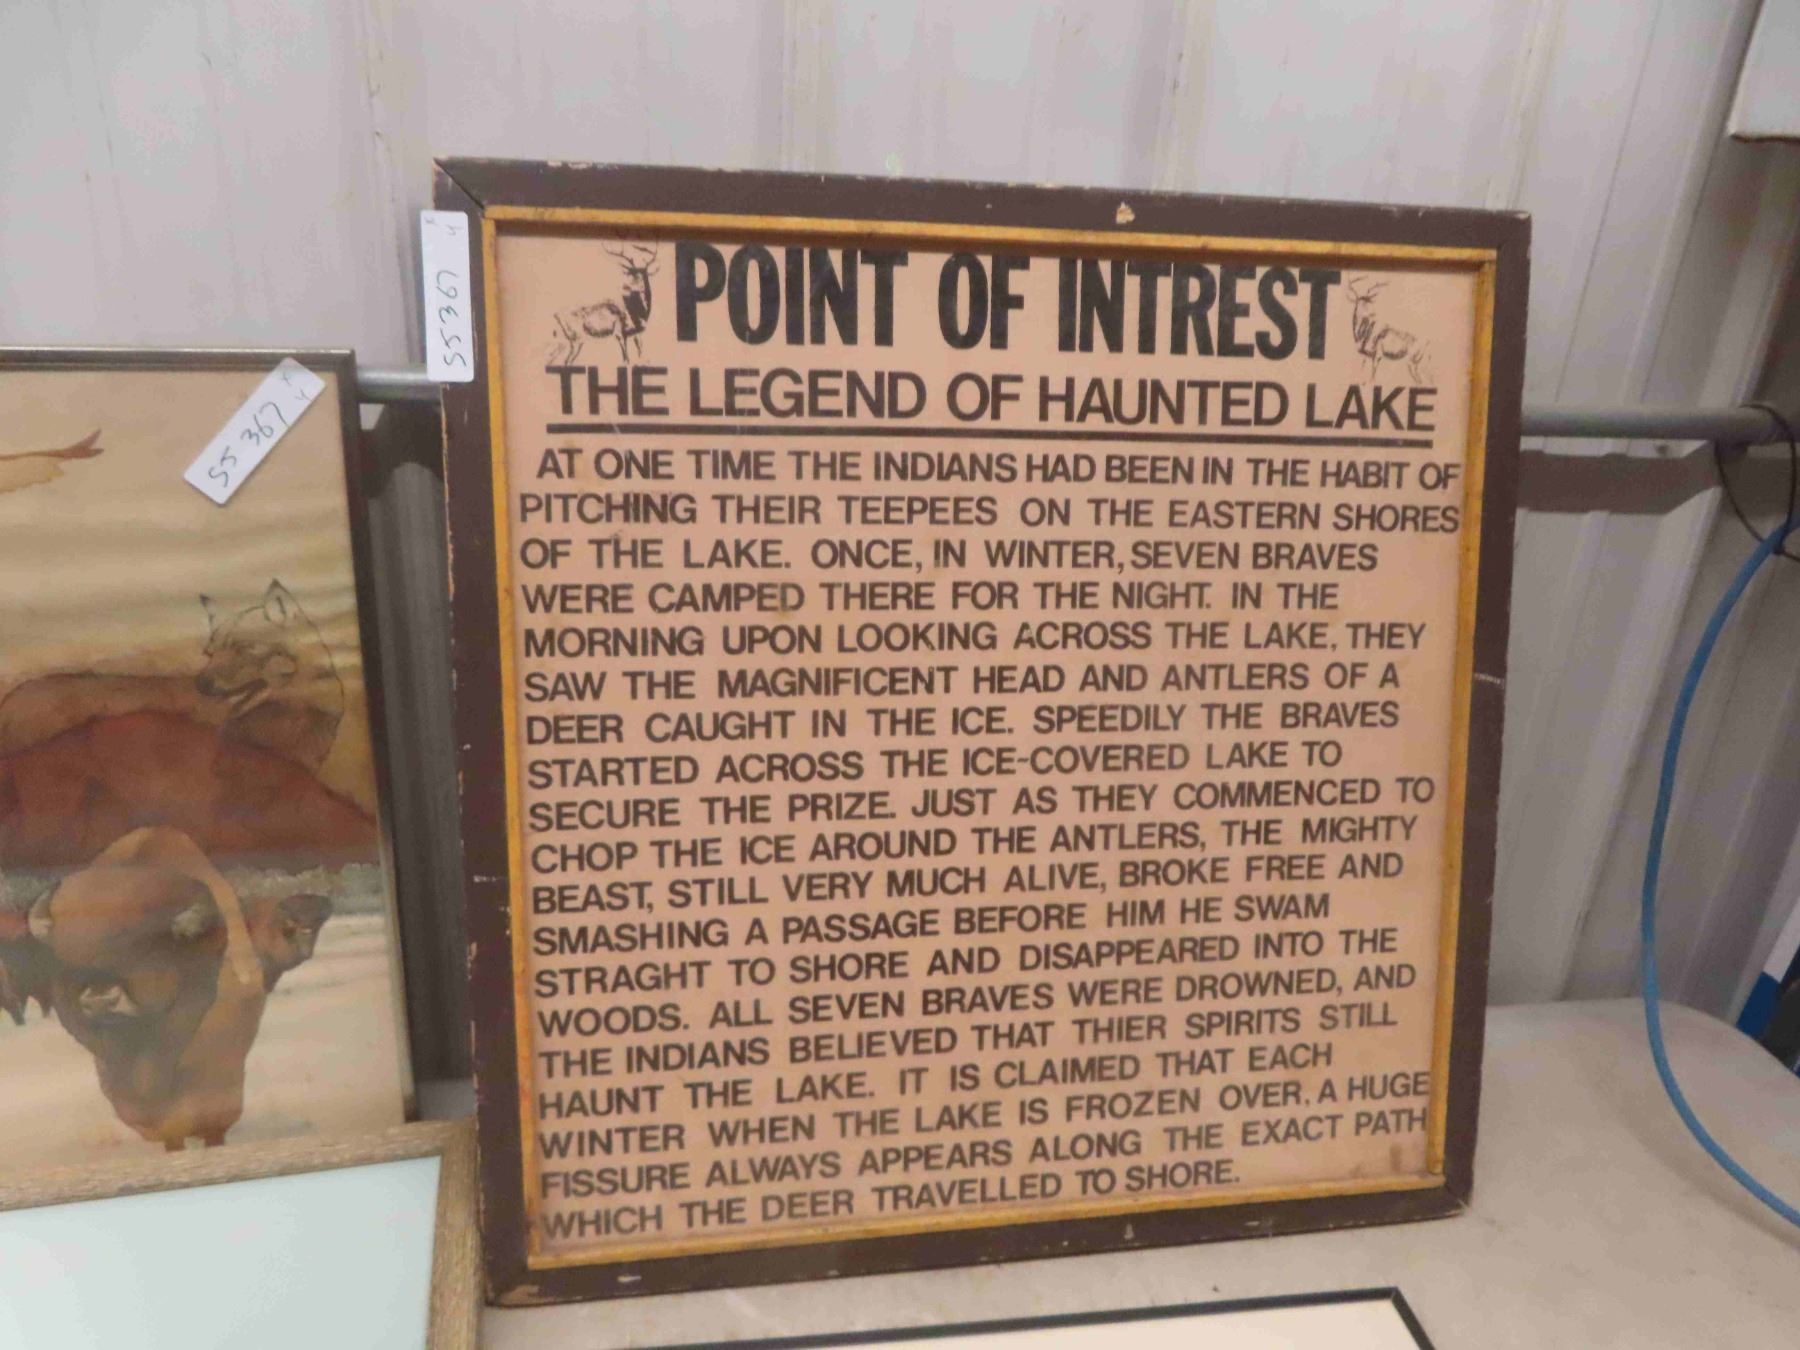 POINT OF INTREST
THE LEGEND OF HAUNTED LAKE
AT ONE TIME THE INDIANS HAD BEEN IN THE HABIT OF
PITCHING THEIR TEEPEES ON THE EASTERN SHORES
OF THE LAKE. ONCE, IN WINTER, SEVEN BRAVES
WERE CAMPED THERE FOR THE NIGHT. IN THE
MORNING UPON LOOKING ACROSS THE LAKE, THEY
SAW THE MAGNIFICENT HEAD AND ANTLERS OF A
DEER CAUGHT IN THE ICE. SPEEDILY THE BRAVES
STARTED ACROSS THE ICE-COVERED LAKE TO
SECURE THE PRIZE. JUST AS THEY COMMENCED TO
CHOP THE ICE AROUND THE ANTLERS, THE MIGHTY
BEAST, STILL VERY MUCH ALIVE, BROKE FREE AND
SMASHING A PASSAGE BEFORE HIM HE SWAM
STRAGHT TO SHORE AND DISAPPEARED INTO THE
WOODS. ALL SEVEN BRAVES WERE DROWNED, AND
THE INDIANS BELIEVED THAT THIER SPIRITS STILL
HAUNT THE LAKE. IT IS CLAIMED THAT EACH
WINTER WHEN THE LAKE IS FROZEN OVER, A HUGE
FISSURE ALWAYS APPEARS ALONG THE EXACT PATH
WHICH THE DEER TRAVELLED TO SHORE.
55367 x4
55367 x4